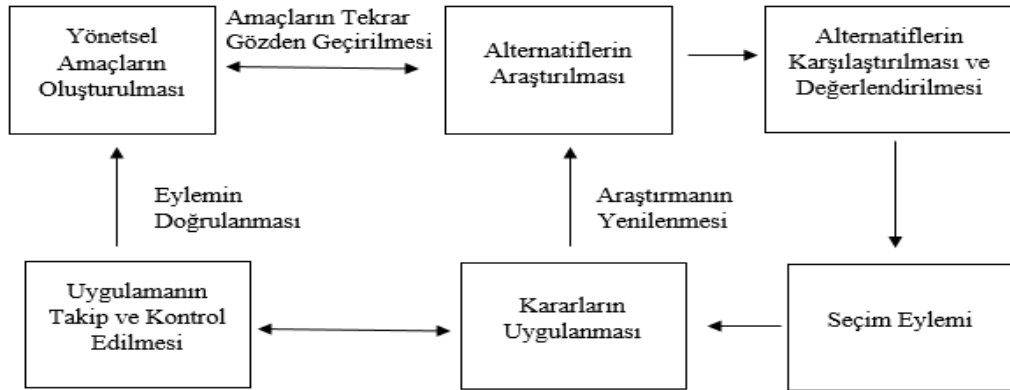 Yönetsel
Amaçların
Oluşturulması
Amaçların Tekrar
Gözden Geçirilmesi
Alternatiflerin
Araştırılması
Alternatiflerin
Karşılaştırılması ve
Değerlendirilmesi
Eylemin
Doğrulanması
Araştırmanın
Yenilenmesi
Uygulamanın
Takip ve Kontrol
Edilmesi
Kararların
Uygulanması
Seçim Eylemi